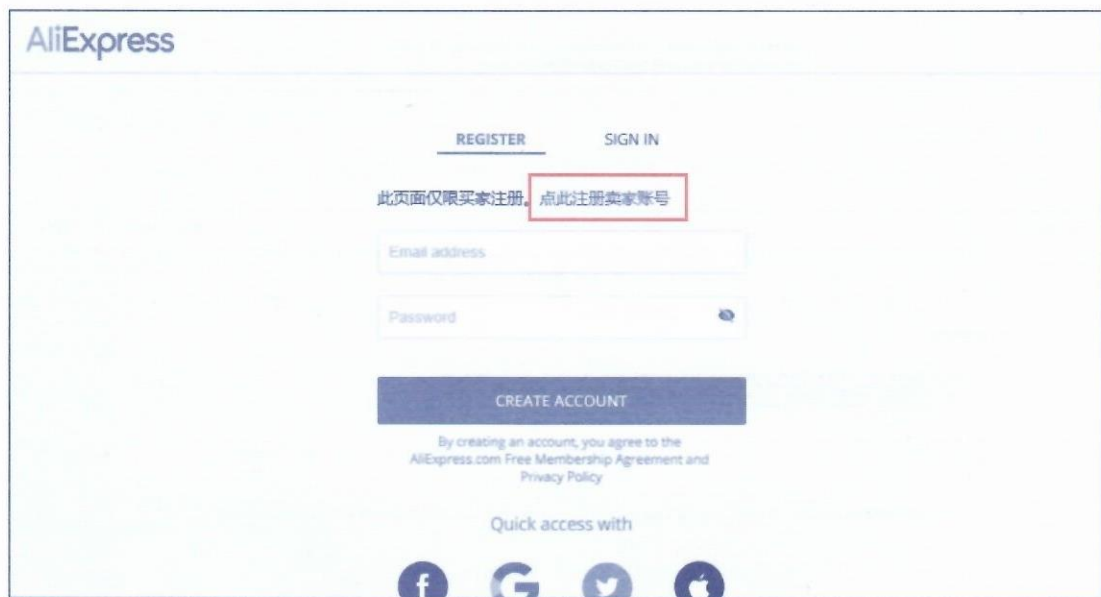 AliExpress
REGISTER SIGN IN
此页面仅限买家注册。点此注册卖家账号
Email address
Password
CREATE ACCOUNT
By creating an account, you agree to the
AliExpress.com Free Membership Agreement and
Privacy Policy
Quick access with